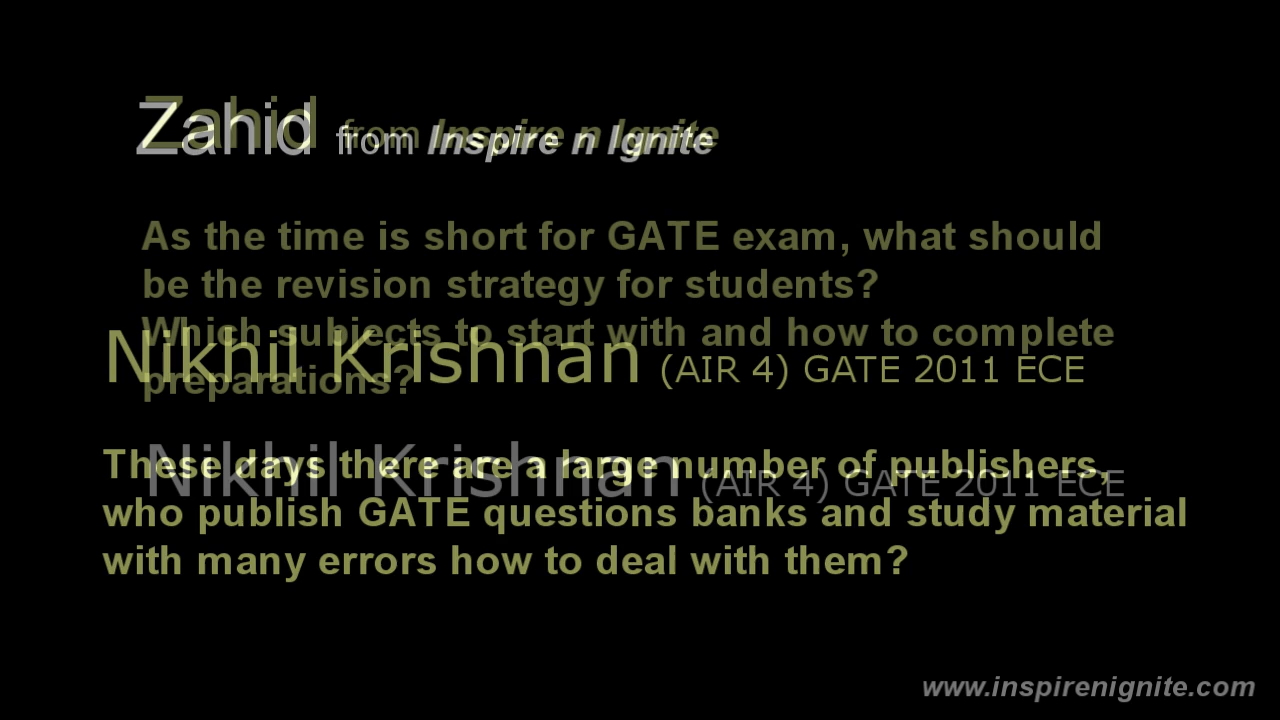 Zahid from Inspire n Ignite
As the time is short for GATE exam, what should
be the revision strategy for students?
Which subjects to start with and how to complete
preparations?
Nikhil Krishnan (AIR 4) GATE 2011 ECE
These days there are a large number of publishers,
who publish GATE questions banks and study material
with many errors how to deal with them?
Nikhil Krishnan (AIR 4) GATE 2011 ECE
www.inspirenignite.com